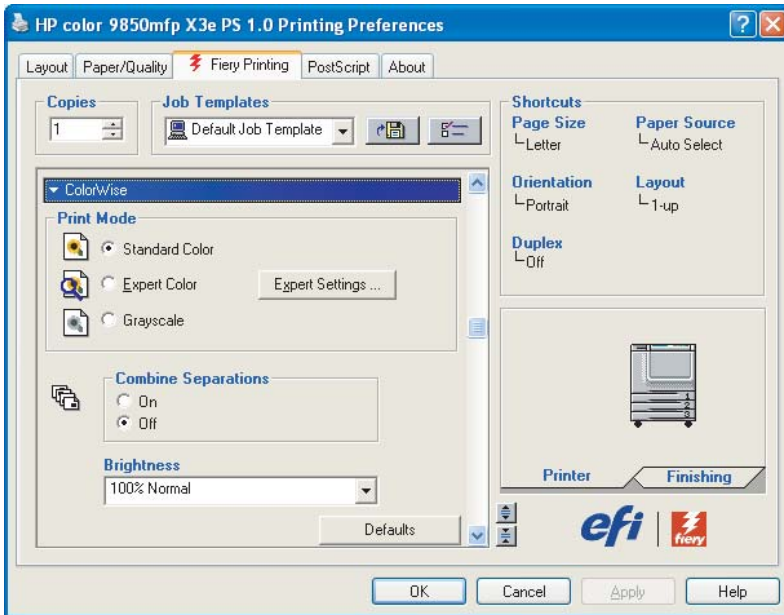 HP color 9850mfp X3e PS 1.0 Printing Preferences
Layout Paper/Quality Fiery Printing PostScript About
Copies
1
Job Templates
Default Job Template
ColorWise
Print Mode
Standard Color
Expert Color
Expert Settings ...
Grayscale
Combine Separations
On
Off
Brightness
100% Normal
Defaults
Shortcuts
Page Size
Letter
Paper Source
Auto Select
Orientation
Portrait
Layout
1-up
Duplex
Off
1
2
3
Printer Finishing
efi fiery
OK Cancel Apply Help